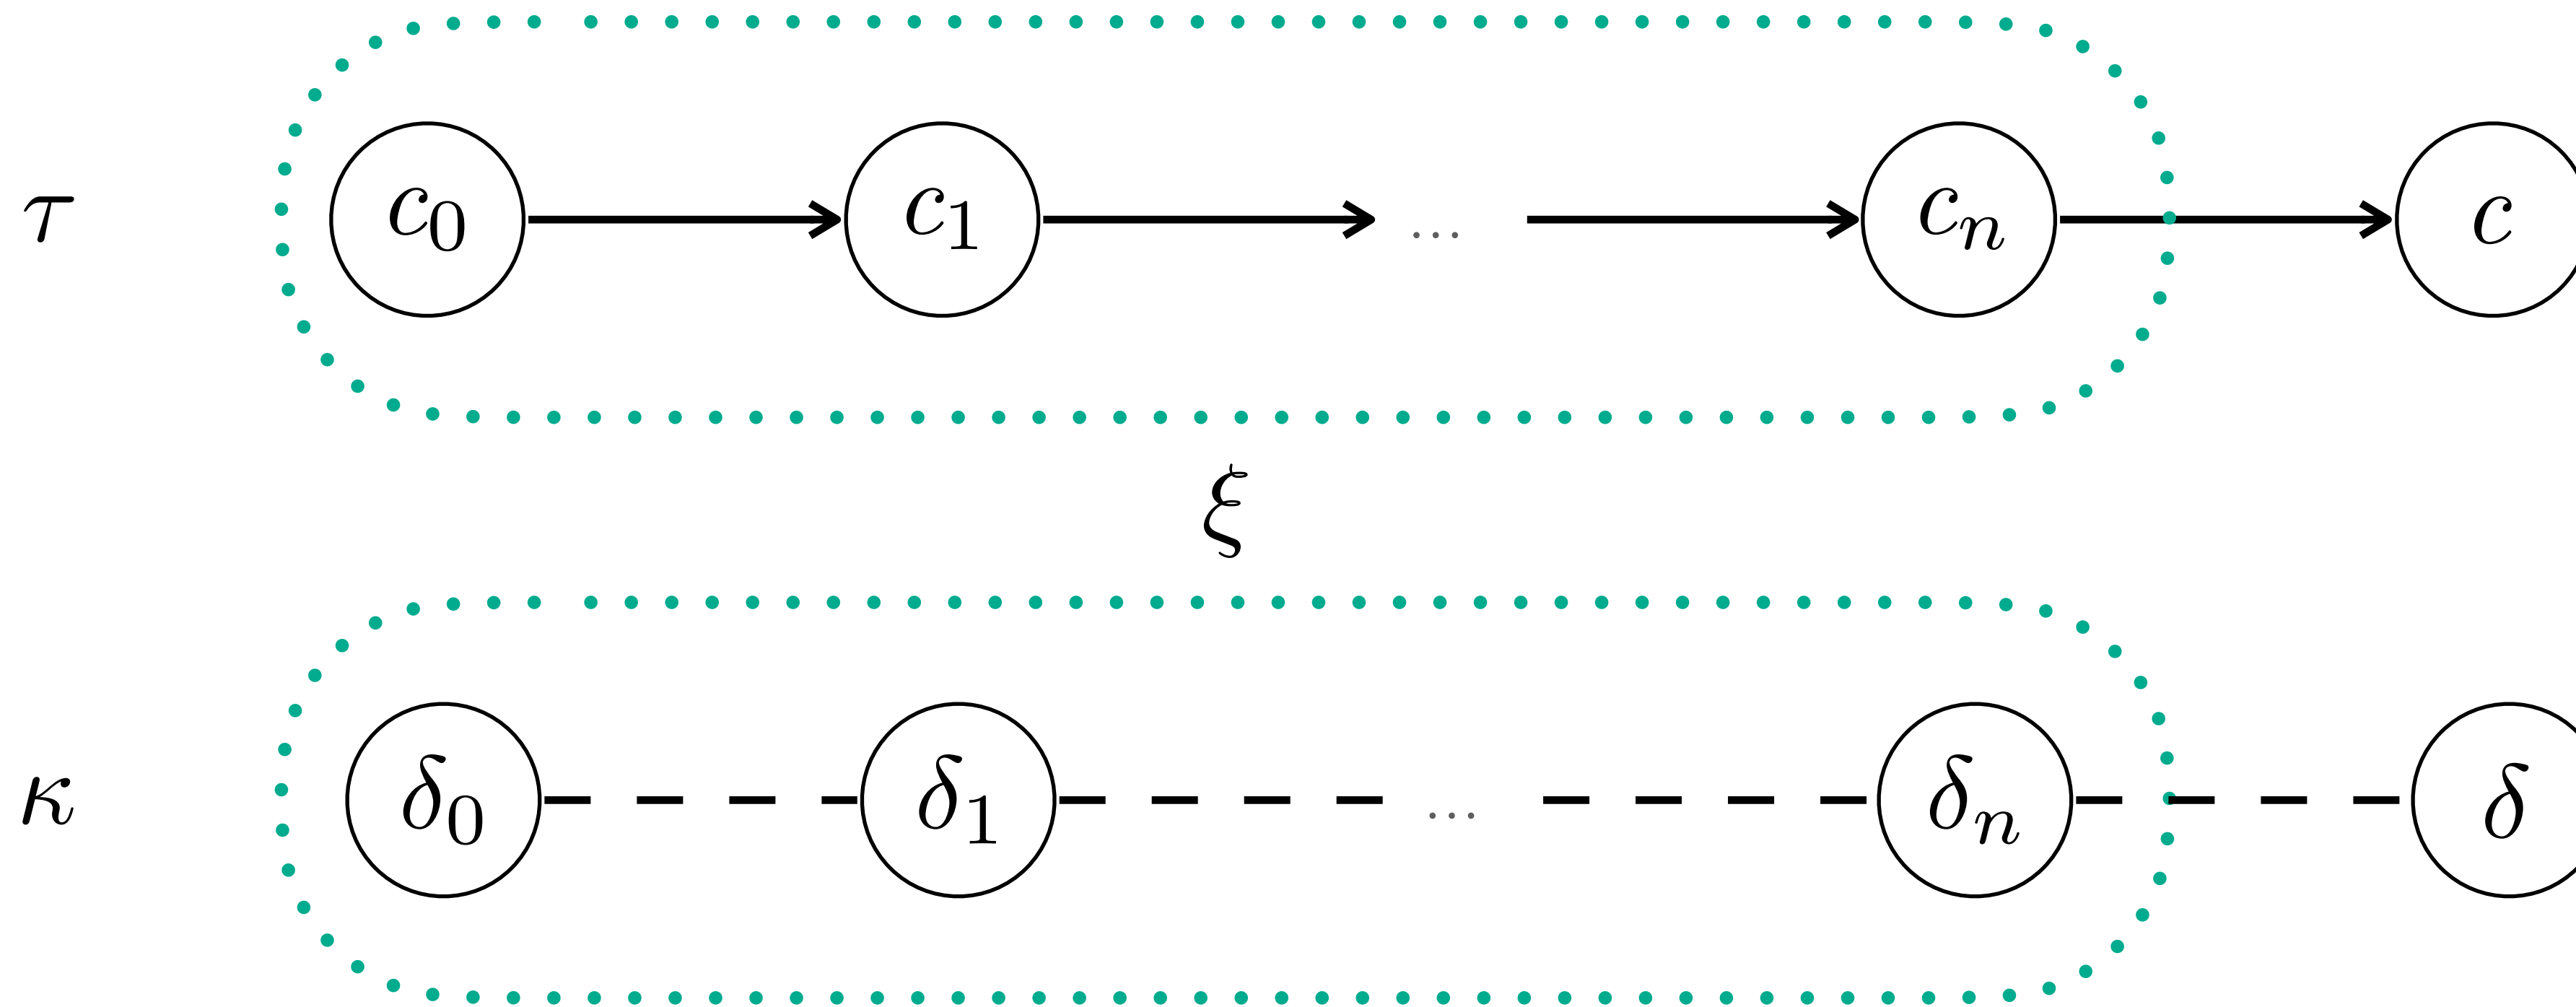 τ c₀ c₁ ... cₙ c
ξ
κ δ₀ δ₁ ... δₙ δ